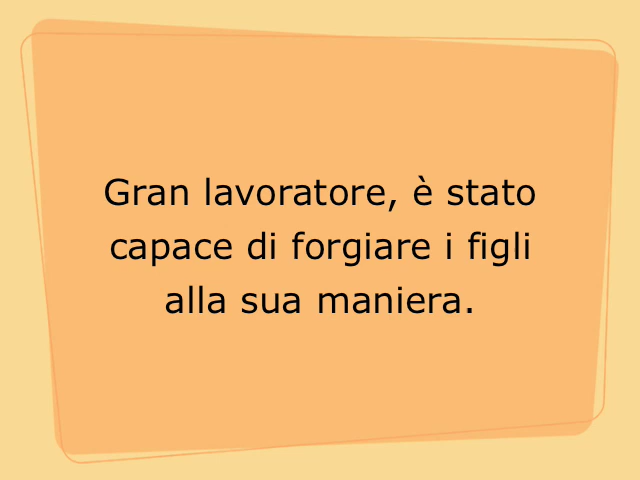 Gran lavoratore, è stato
capace di forgiare i figli
alla sua maniera.